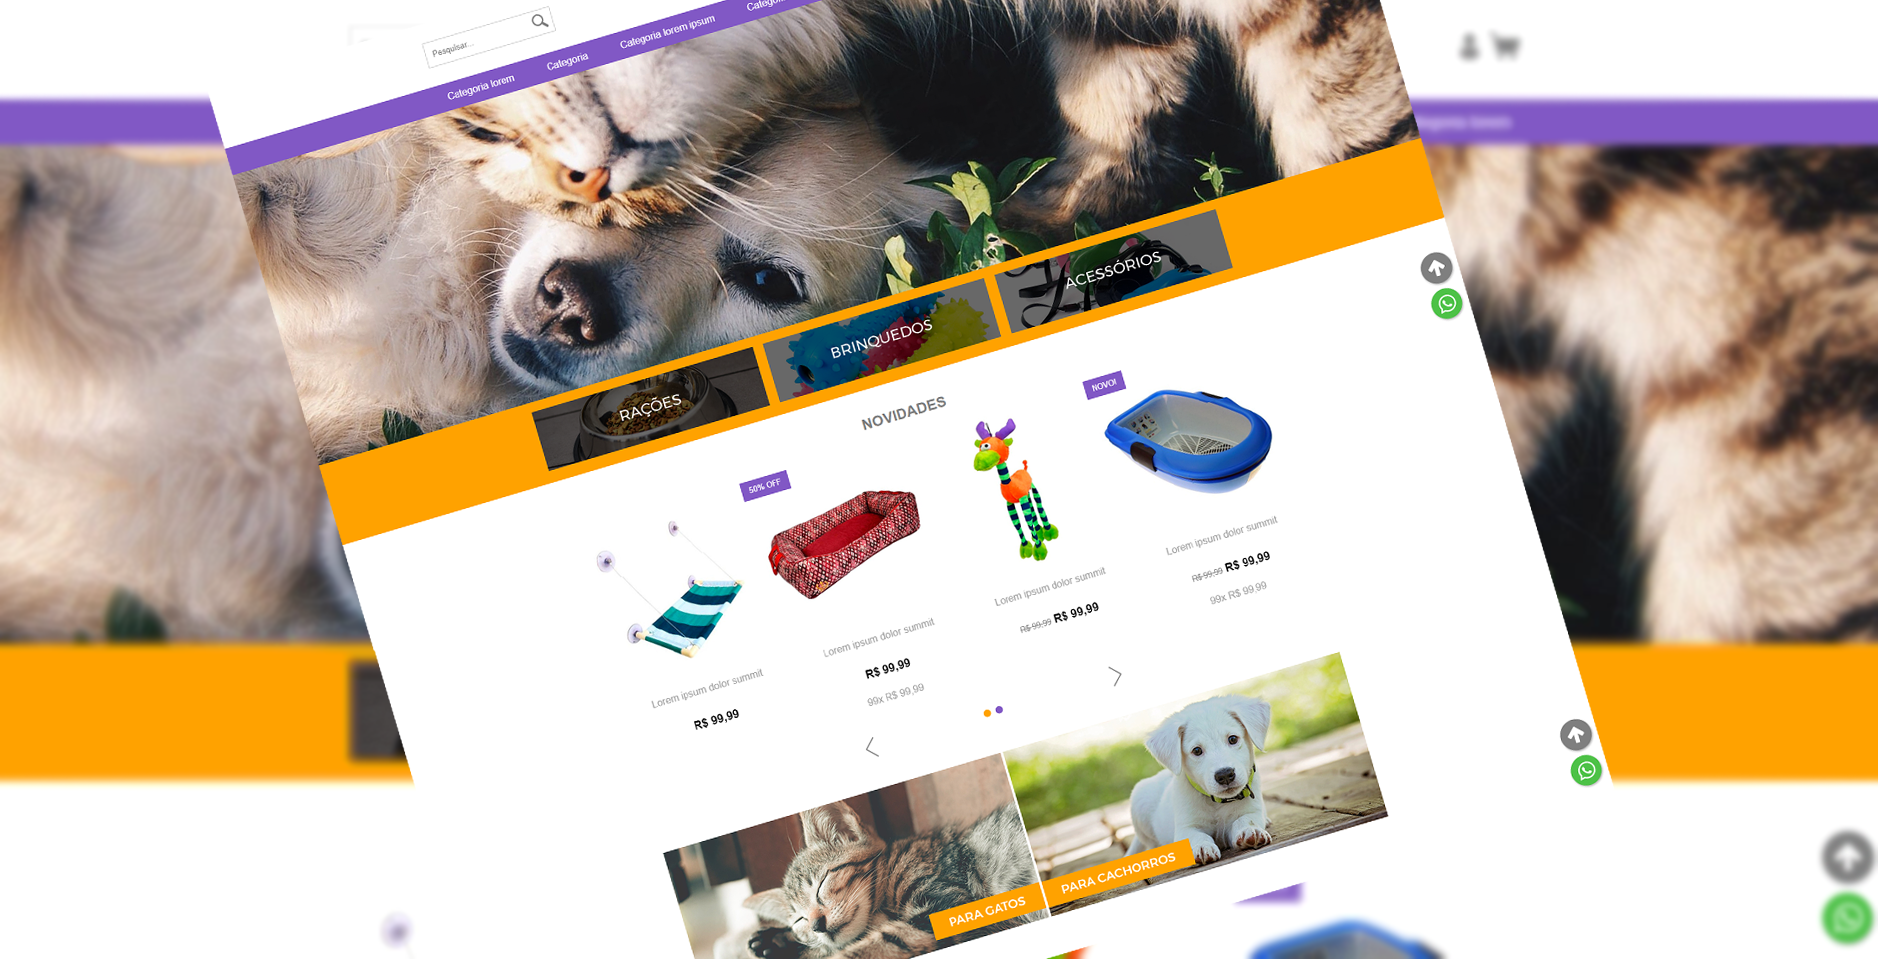 Pesquisar...
Categoria lorem
Categoria
Categoria lorem ipsum
RAÇÕES
BRINQUEDOS
ACESSÓRIOS
NOVIDADES
50% OFF
NOVO!
Lorem ipsum dolor summit
R$ 99,99
Lorem ipsum dolor summit
R$ 99,99
99x R$ 99,99
Lorem ipsum dolor summit
R$ 99,99 R$ 99,99
Lorem ipsum dolor summit
R$ 99,99 R$ 99,99
99x R$ 99,99
PARA GATOS
PARA CACHORROS